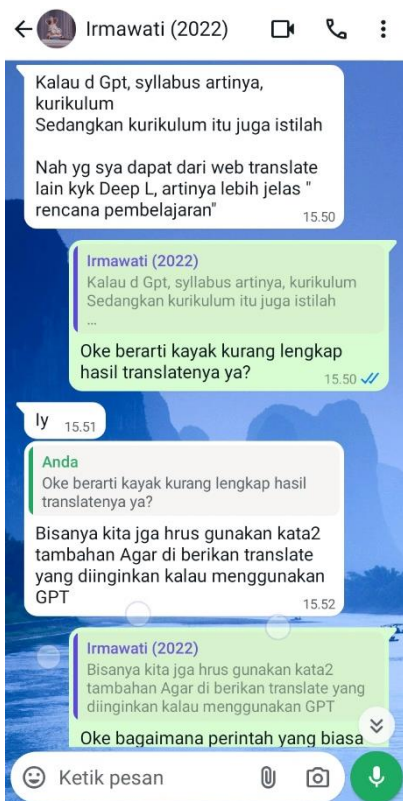 Irmawati (2022)
Kalau d Gpt, syllabus artinya,
kurikulum
Sedangkan kurikulum itu juga istilah
Nah yg sya dapat dari web translate
lain kyk Deep L, artinya lebih jelas "
rencana pembelajaran"
15.50
Irmawati (2022)
Kalau d Gpt, syllabus artinya, kurikulum
Sedangkan kurikulum itu juga istilah
...
Oke berarti kayak kurang lengkap
hasil translatenya ya?
15.50
Iy
15.51
Anda
Oke berarti kayak kurang lengkap hasil
translatenya ya?
Bisanya kita jga hrus gunakan kata2
tambahan Agar di berikan translate
yang diinginkan kalau menggunakan
GPT
15.52
Irmawati (2022)
Bisanya kita jga hrus gunakan kata2
tambahan Agar di berikan translate yang
diinginkan kalau menggunakan GPT
Oke bagaimana perintah yang biasa
Ketik pesan